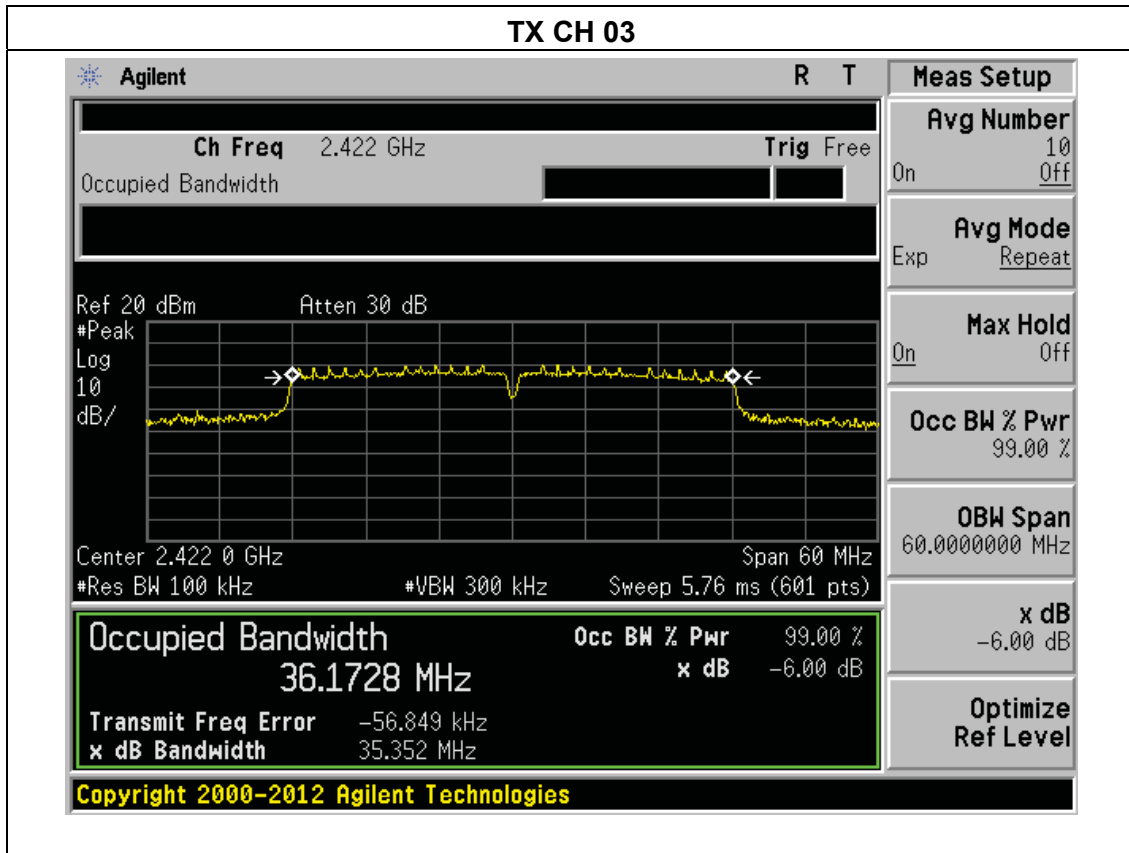 TX CH 03
Agilent R T
Ch Freq 2.422 GHz Trig Free
Occupied Bandwidth
Ref 20 dBm Atten 30 dB
#Peak
Log
10
dB/
Center 2.422 0 GHz Span 60 MHz
#Res BW 100 kHz #VBW 300 kHz Sweep 5.76 ms (601 pts)
Occupied Bandwidth Occ BW % Pwr 99.00 %
36.1728 MHz x dB -6.00 dB
Transmit Freq Error -56.849 kHz
x dB Bandwidth 35.352 MHz
Copyright 2000-2012 Agilent Technologies
Meas Setup
Avg Number
10
On Off
Avg Mode
Exp Repeat
Max Hold
On Off
Occ BW % Pwr
99.00 %
OBW Span
60.0000000 MHz
x dB
-6.00 dB
Optimize
Ref Level